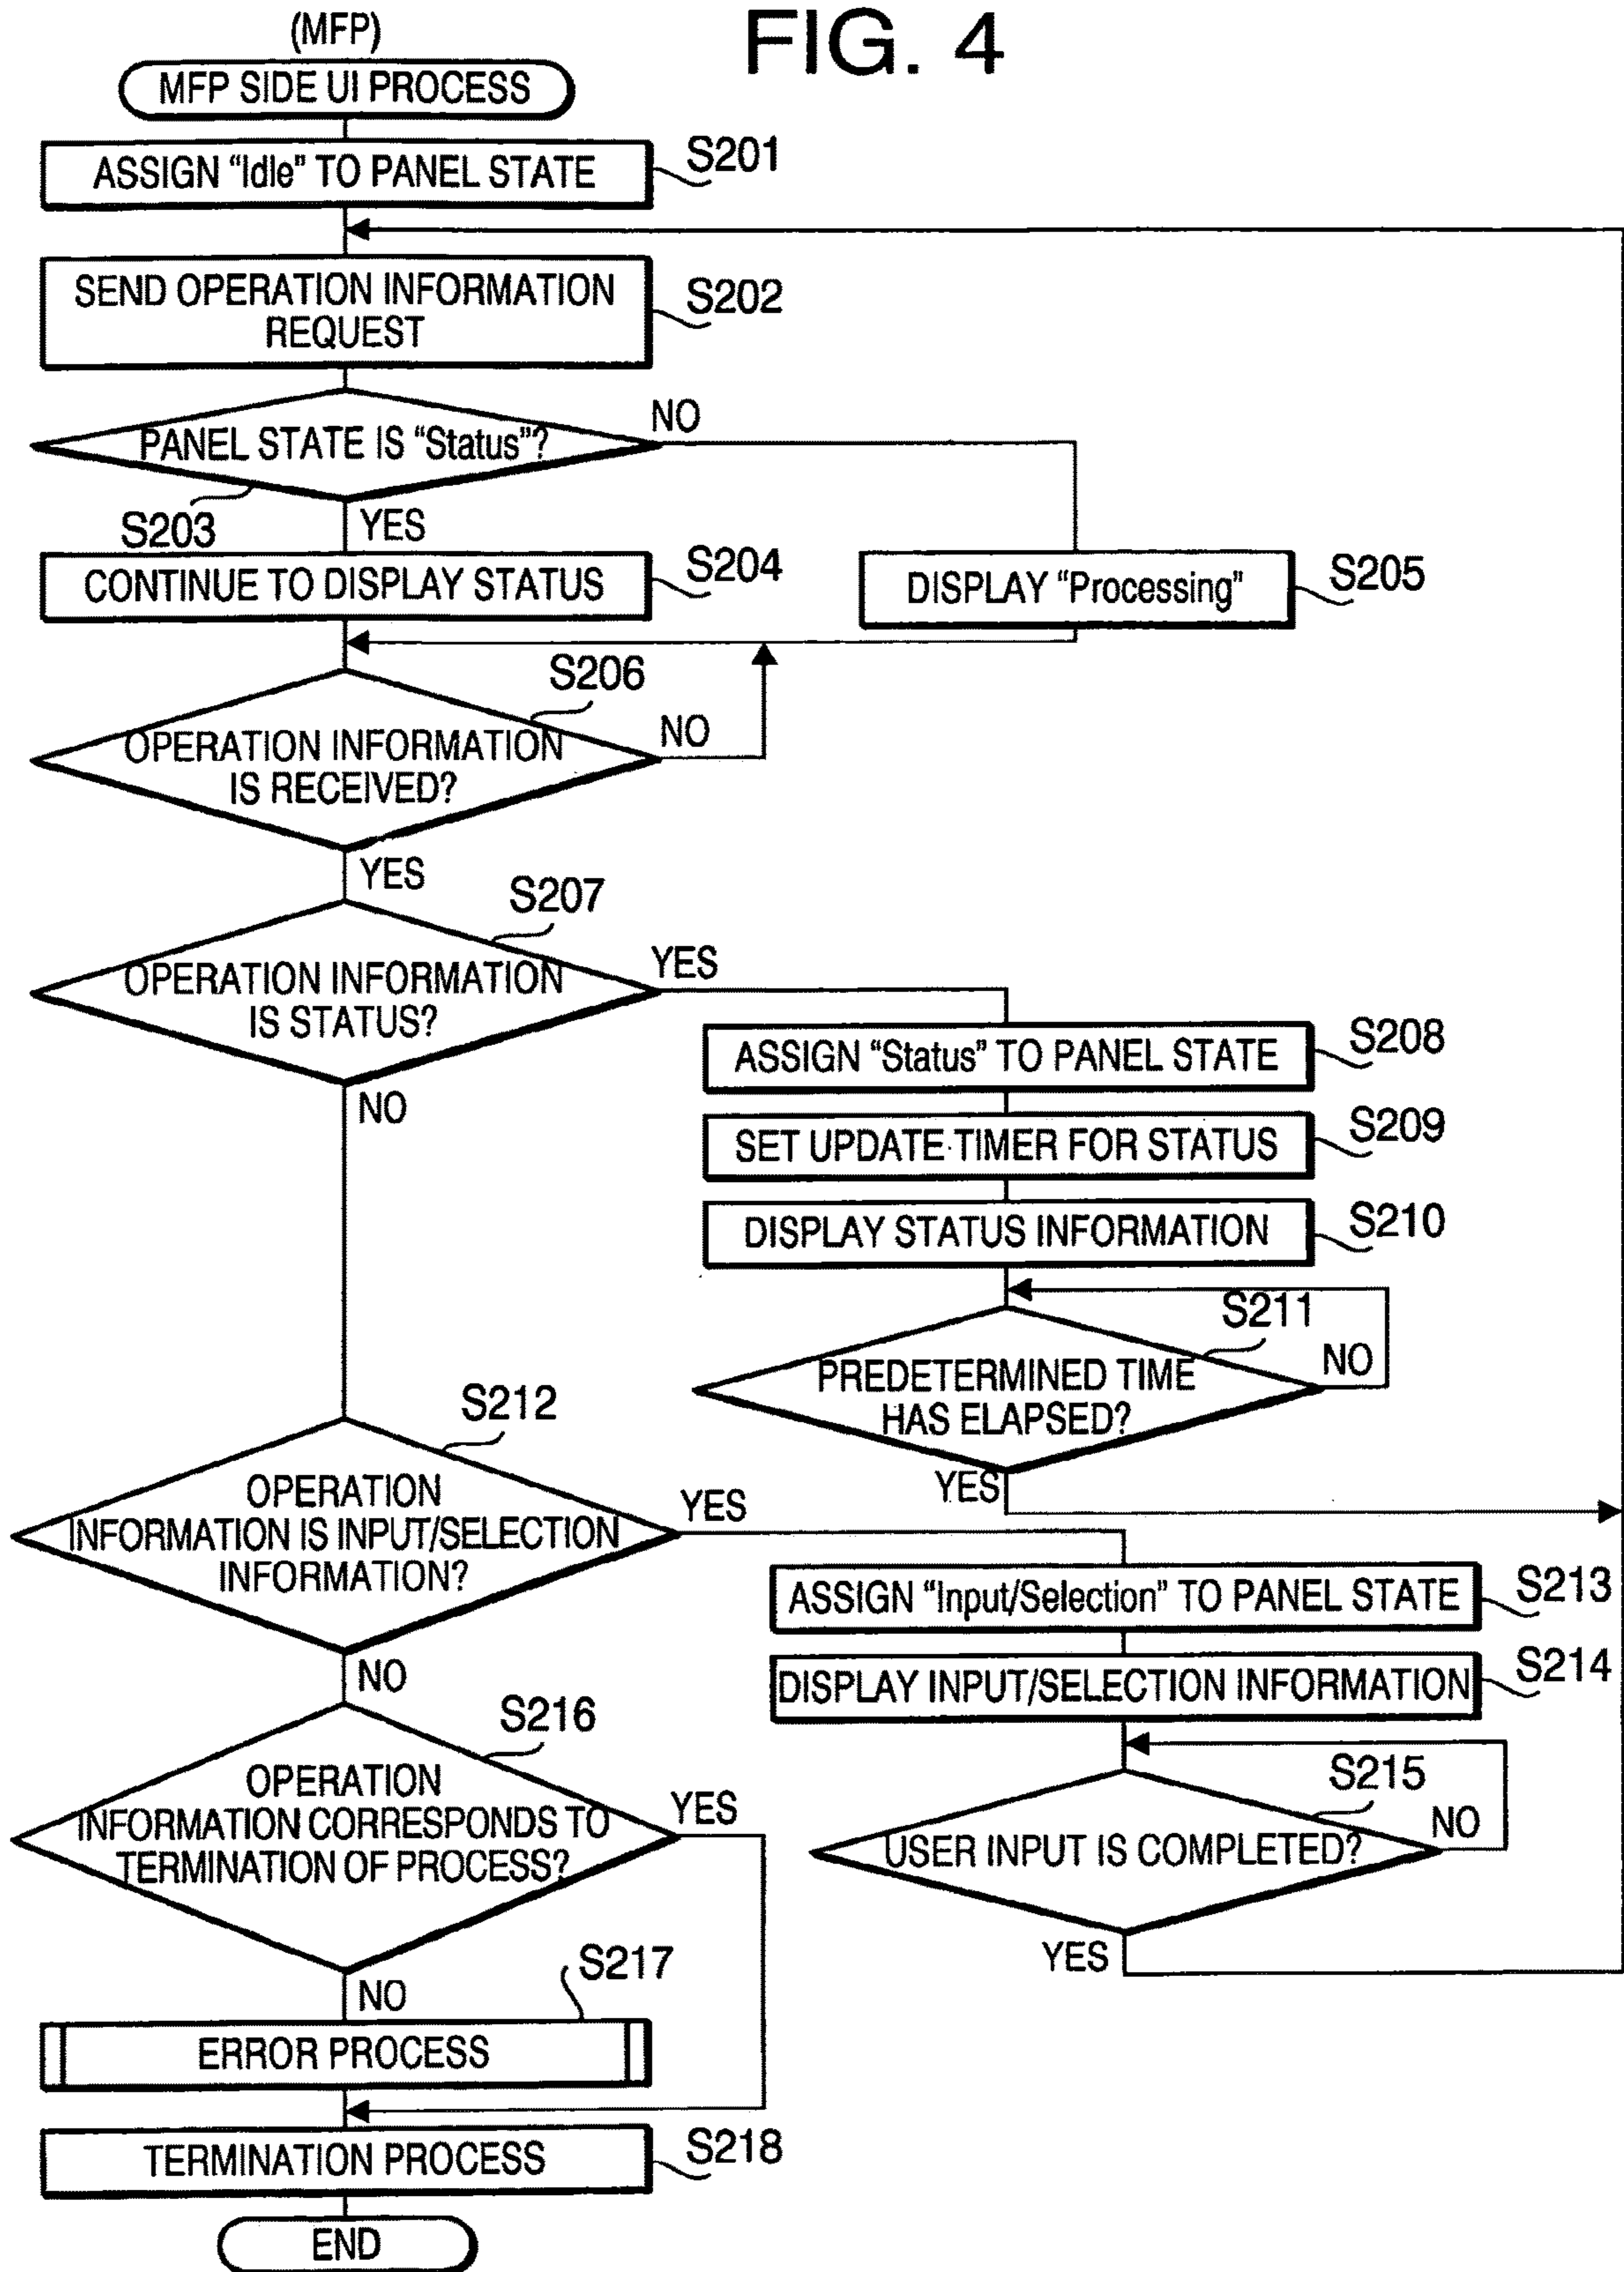 FIG. 4
(MFP)
MFP SIDE UI PROCESS
ASSIGN “Idle” TO PANEL STATE
S201
SEND OPERATION INFORMATION
REQUEST
S202
PANEL STATE IS “Status”?
NO
S203
YES
CONTINUE TO DISPLAY STATUS
S204
DISPLAY “Processing”
S205
S206
OPERATION INFORMATION
IS RECEIVED?
NO
YES
S207
OPERATION INFORMATION
IS STATUS?
YES
NO
ASSIGN “Status” TO PANEL STATE
S208
SET UPDATE TIMER FOR STATUS
S209
DISPLAY STATUS INFORMATION
S210
S211
PREDETERMINED TIME
HAS ELAPSED?
NO
YES
S212
OPERATION
INFORMATION IS INPUT/SELECTION
INFORMATION?
YES
NO
ASSIGN “Input/Selection” TO PANEL STATE
S213
DISPLAY INPUT/SELECTION INFORMATION
S214
S215
USER INPUT IS COMPLETED?
NO
YES
S216
OPERATION
INFORMATION CORRESPONDS TO
TERMINATION OF PROCESS?
YES
NO
S217
ERROR PROCESS
TERMINATION PROCESS
S218
END